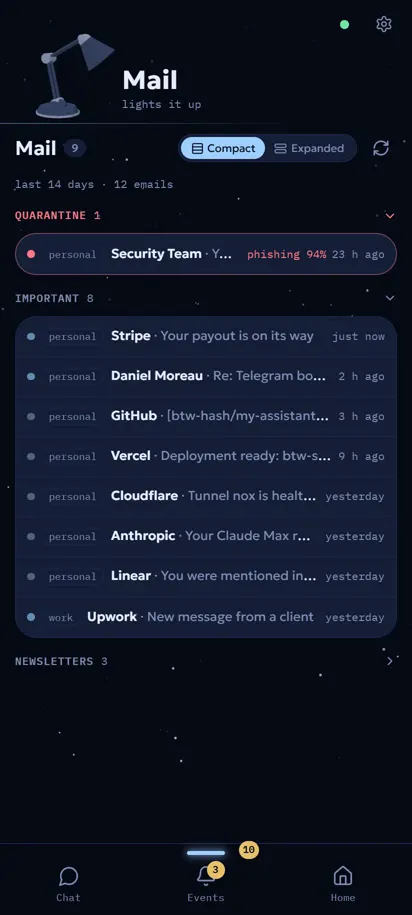 Mail
lights it up
Mail 9 Compact Expanded
last 14 days · 12 emails
QUARANTINE 1
personal Security Team · Y... phishing 94% 23 h ago
IMPORTANT 8
personal Stripe · Your payout is on its way just now
personal Daniel Moreau · Re: Telegram bo... 2 h ago
personal GitHub · [btw-hash/my-assistant... 3 h ago
personal Vercel · Deployment ready: btw-s... 9 h ago
personal Cloudflare · Tunnel nox is healt... yesterday
personal Anthropic · Your Claude Max r... yesterday
personal Linear · You were mentioned in... yesterday
work Upwork · New message from a client yesterday
NEWSLETTERS 3
10
3
Chat Events Home